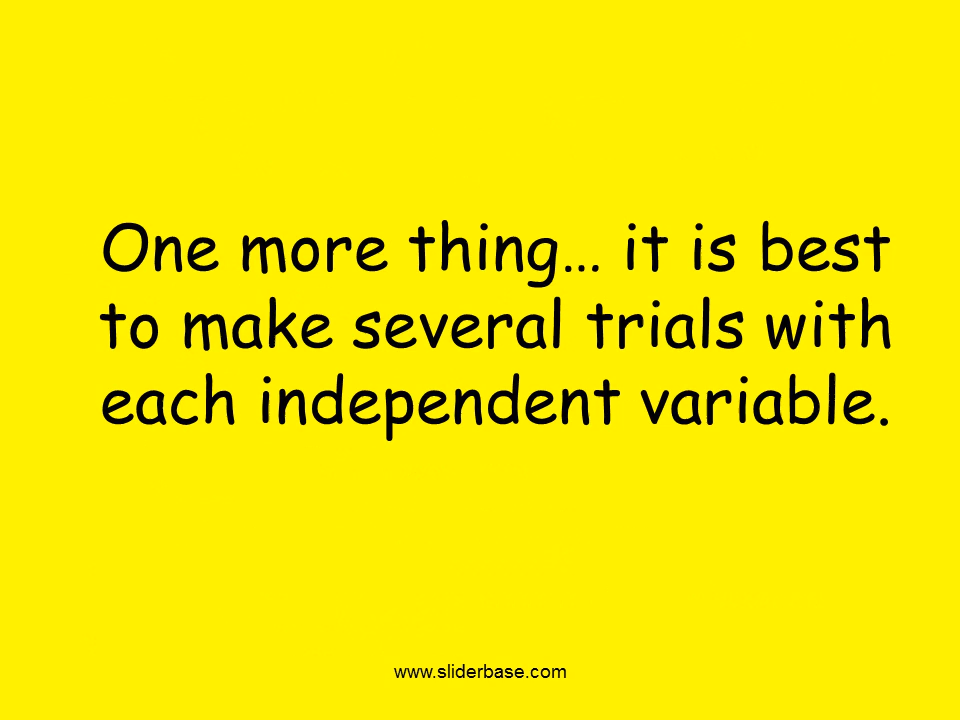 One more thing… it is best
to make several trials with
each independent variable.
www.sliderbase.com